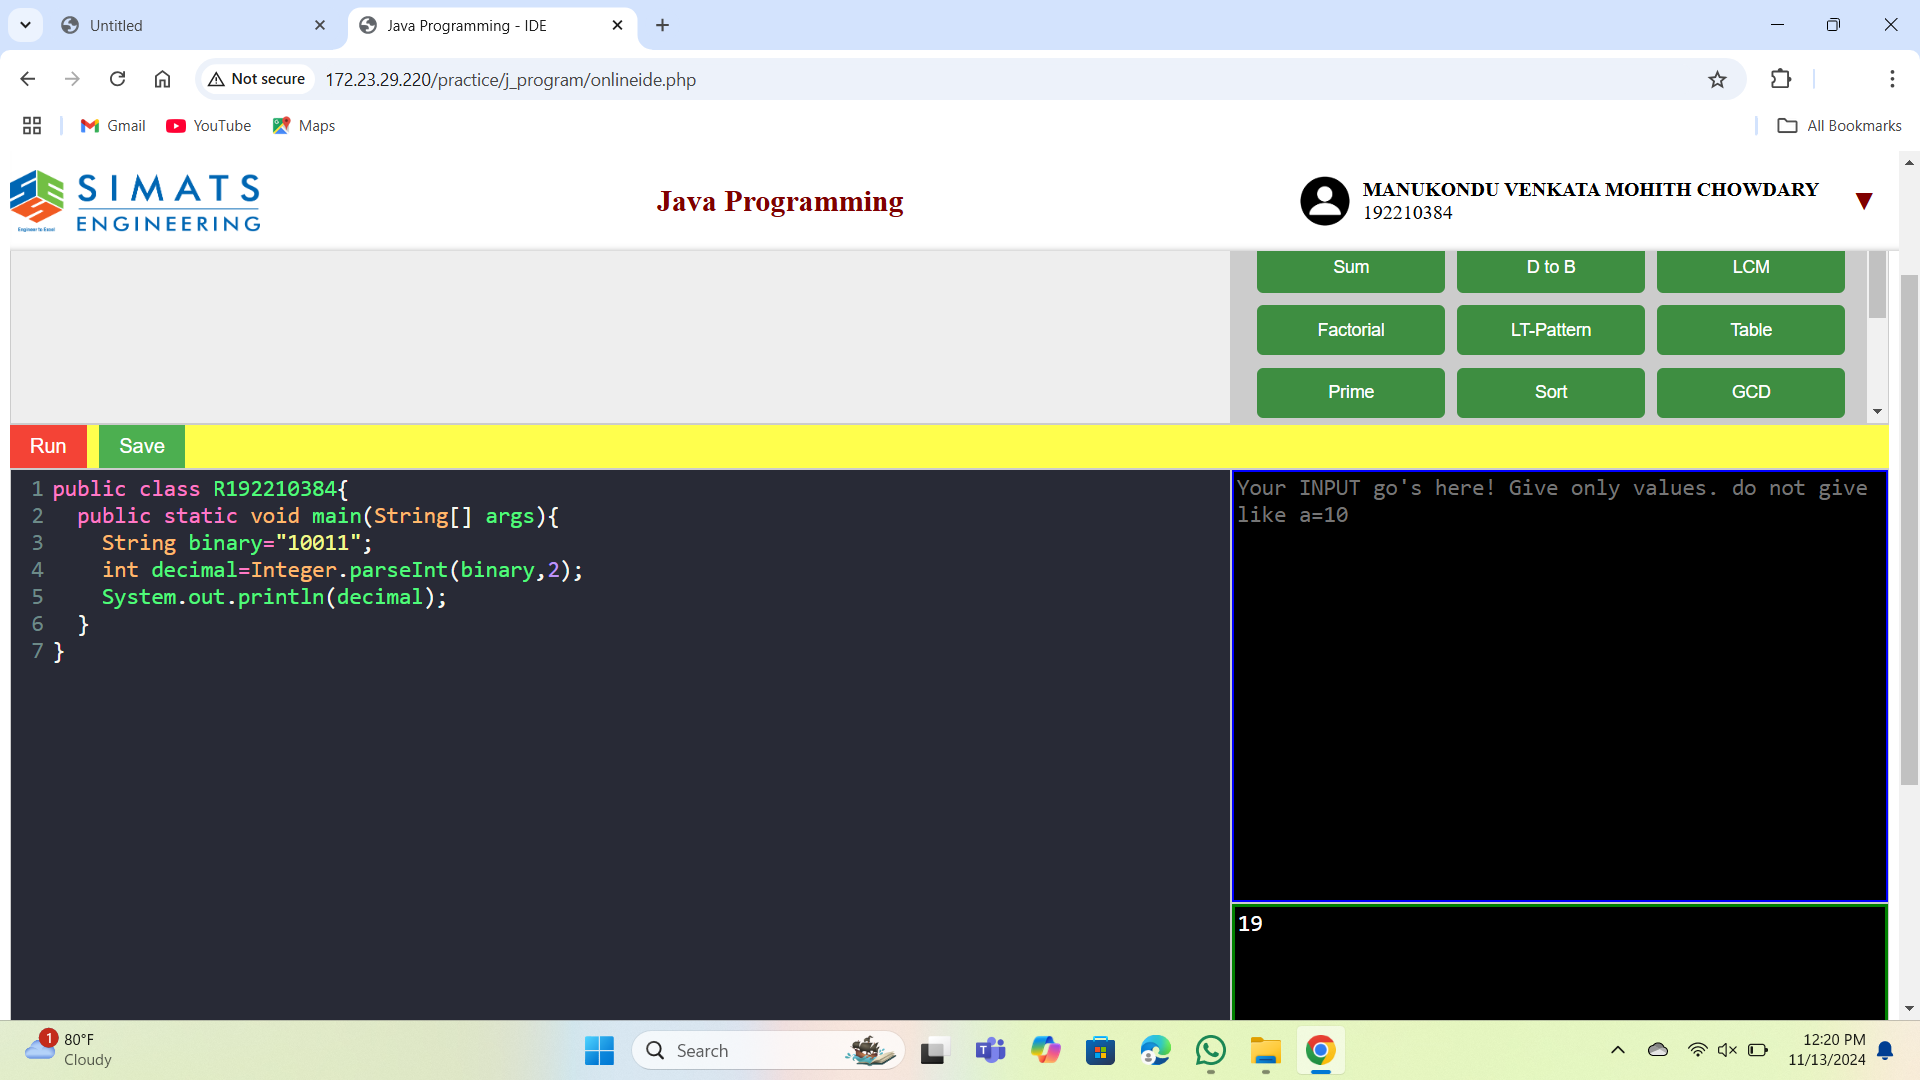 Untitled
Java Programming - IDE
Not secure
172.23.29.220/practice/j_program/onlineide.php
Gmail
YouTube
Maps
All Bookmarks
SIMATS
ENGINEERING
Engineer to Excel
Java Programming
MANUKONDU VENKATA MOHITH CHOWDARY
192210384
Sum
D to B
LCM
Factorial
LT-Pattern
Table
Prime
Sort
GCD
Run
Save
1 public class R192210384{
2   public static void main(String[] args){
3     String binary="10011";
4     int decimal=Integer.parseInt(binary,2);
5     System.out.println(decimal);
6   }
7 }
Your INPUT go's here! Give only values. do not give
like a=10
19
1
80°F
Cloudy
Search
12:20 PM
11/13/2024